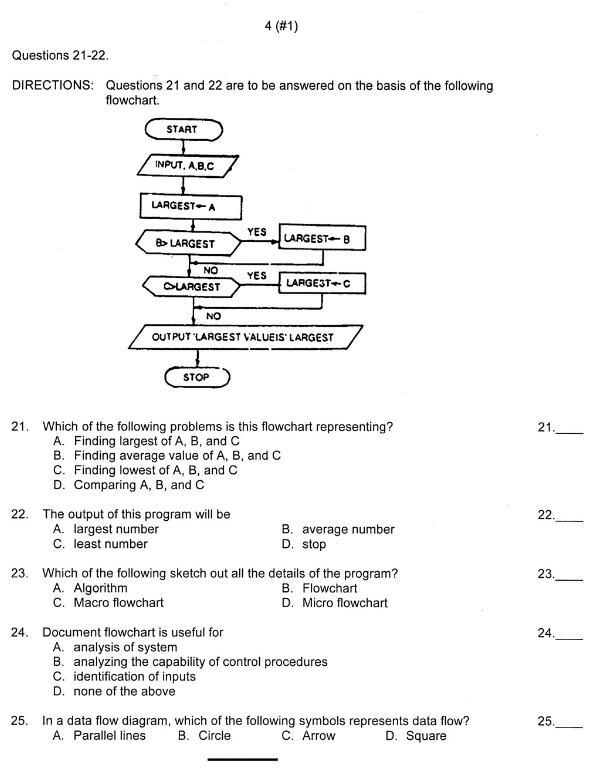 4 (#1)
Questions 21-22.
DIRECTIONS: Questions 21 and 22 are to be answered on the basis of the following
flowchart.
START
INPUT, A,B,C
LARGEST← A
B> LARGEST
YES
LARGEST← B
NO
C>LARGEST
YES
LARGEST← C
NO
OUTPUT 'LARGEST VALUEIS' LARGEST
STOP
21. Which of the following problems is this flowchart representing? 21.____
A. Finding largest of A, B, and C
B. Finding average value of A, B, and C
C. Finding lowest of A, B, and C
D. Comparing A, B, and C
22. The output of this program will be 22.____
A. largest number B. average number
C. least number D. stop
23. Which of the following sketch out all the details of the program? 23.____
A. Algorithm B. Flowchart
C. Macro flowchart D. Micro flowchart
24. Document flowchart is useful for 24.____
A. analysis of system
B. analyzing the capability of control procedures
C. identification of inputs
D. none of the above
25. In a data flow diagram, which of the following symbols represents data flow? 25.____
A. Parallel lines B. Circle C. Arrow D. Square